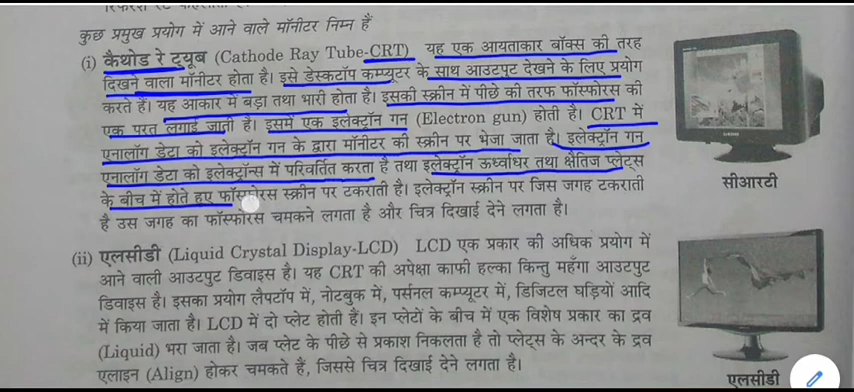 कुछ प्रमुख प्रयोग में आने वाले मॉनीटर निम्न हैं
(i) कैथोड रे ट्यूब (Cathode Ray Tube-CRT) यह एक आयताकार बॉक्स की तरह
दिखने वाला मॉनीटर होता है। इसे डेस्कटॉप कम्प्यूटर के साथ आउटपुट देखने के लिए प्रयोग
करते हैं। यह आकार में बड़ा तथा भारी होता है। इसकी स्क्रीन में पीछे की तरफ फॉस्फोरस की
एक परत लगाई जाती है। इसमें एक इलेक्ट्रॉन गन (Electron gun) होती है। CRT में
एनालॉग डेटा को इलेक्ट्रॉन गन के द्वारा मॉनीटर की स्क्रीन पर भेजा जाता है। इलेक्ट्रॉन गन
एनालॉग डेटा को इलेक्ट्रॉन्स में परिवर्तित करता है तथा इलेक्ट्रॉन ऊर्ध्वाधर तथा क्षैतिज प्लेट्स
के बीच में होते हुए फॉस्फोरस स्क्रीन पर टकराती है। इलेक्ट्रॉन स्क्रीन पर जिस जगह टकराती
है उस जगह का फॉस्फोरस चमकने लगता है और चित्र दिखाई देने लगता है।
सीआरटी
(ii) एलसीडी (Liquid Crystal Display-LCD) LCD एक प्रकार की अधिक प्रयोग में
आने वाली आउटपुट डिवाइस है। यह CRT की अपेक्षा काफी हल्का किन्तु महँगा आउटपुट
डिवाइस है। इसका प्रयोग लैपटॉप में, नोटबुक में, पर्सनल कम्प्यूटर में, डिजिटल घड़ियों आदि
में किया जाता है। LCD में दो प्लेट होती हैं। इन प्लेटों के बीच में एक विशेष प्रकार का द्रव
(Liquid) भरा जाता है। जब प्लेट के पीछे से प्रकाश निकलता है तो प्लेट्स के अन्दर के द्रव
एलाइन (Align) होकर चमकते हैं, जिससे चित्र दिखाई देने लगता है।
एलसीडी